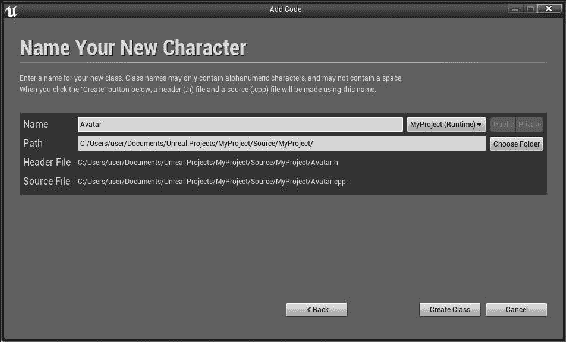 Add Code
Name Your New Character
Enter a name for your new class. Class names may only contain alphanumeric characters, and may not contain a space.
When you click the "Create" button below, a header (.h) file and a source (.cpp) file will be made using this name.
Name Avatar MyProject (Runtime) Public Private
Path C:/Users/user/Documents/Unreal Projects/MyProject/Source/MyProject/ Choose Folder
Header File C:/Users/user/Documents/Unreal Projects/MyProject/Source/MyProject/Avatar.h
Source File C:/Users/user/Documents/Unreal Projects/MyProject/Source/MyProject/Avatar.cpp
< Back Create Class Cancel